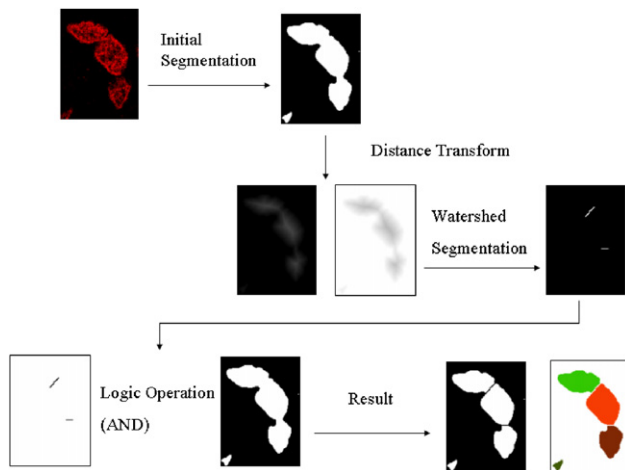 Initial
Segmentation
Distance Transform
Watershed
Segmentation
Logic Operation
(AND)
Result